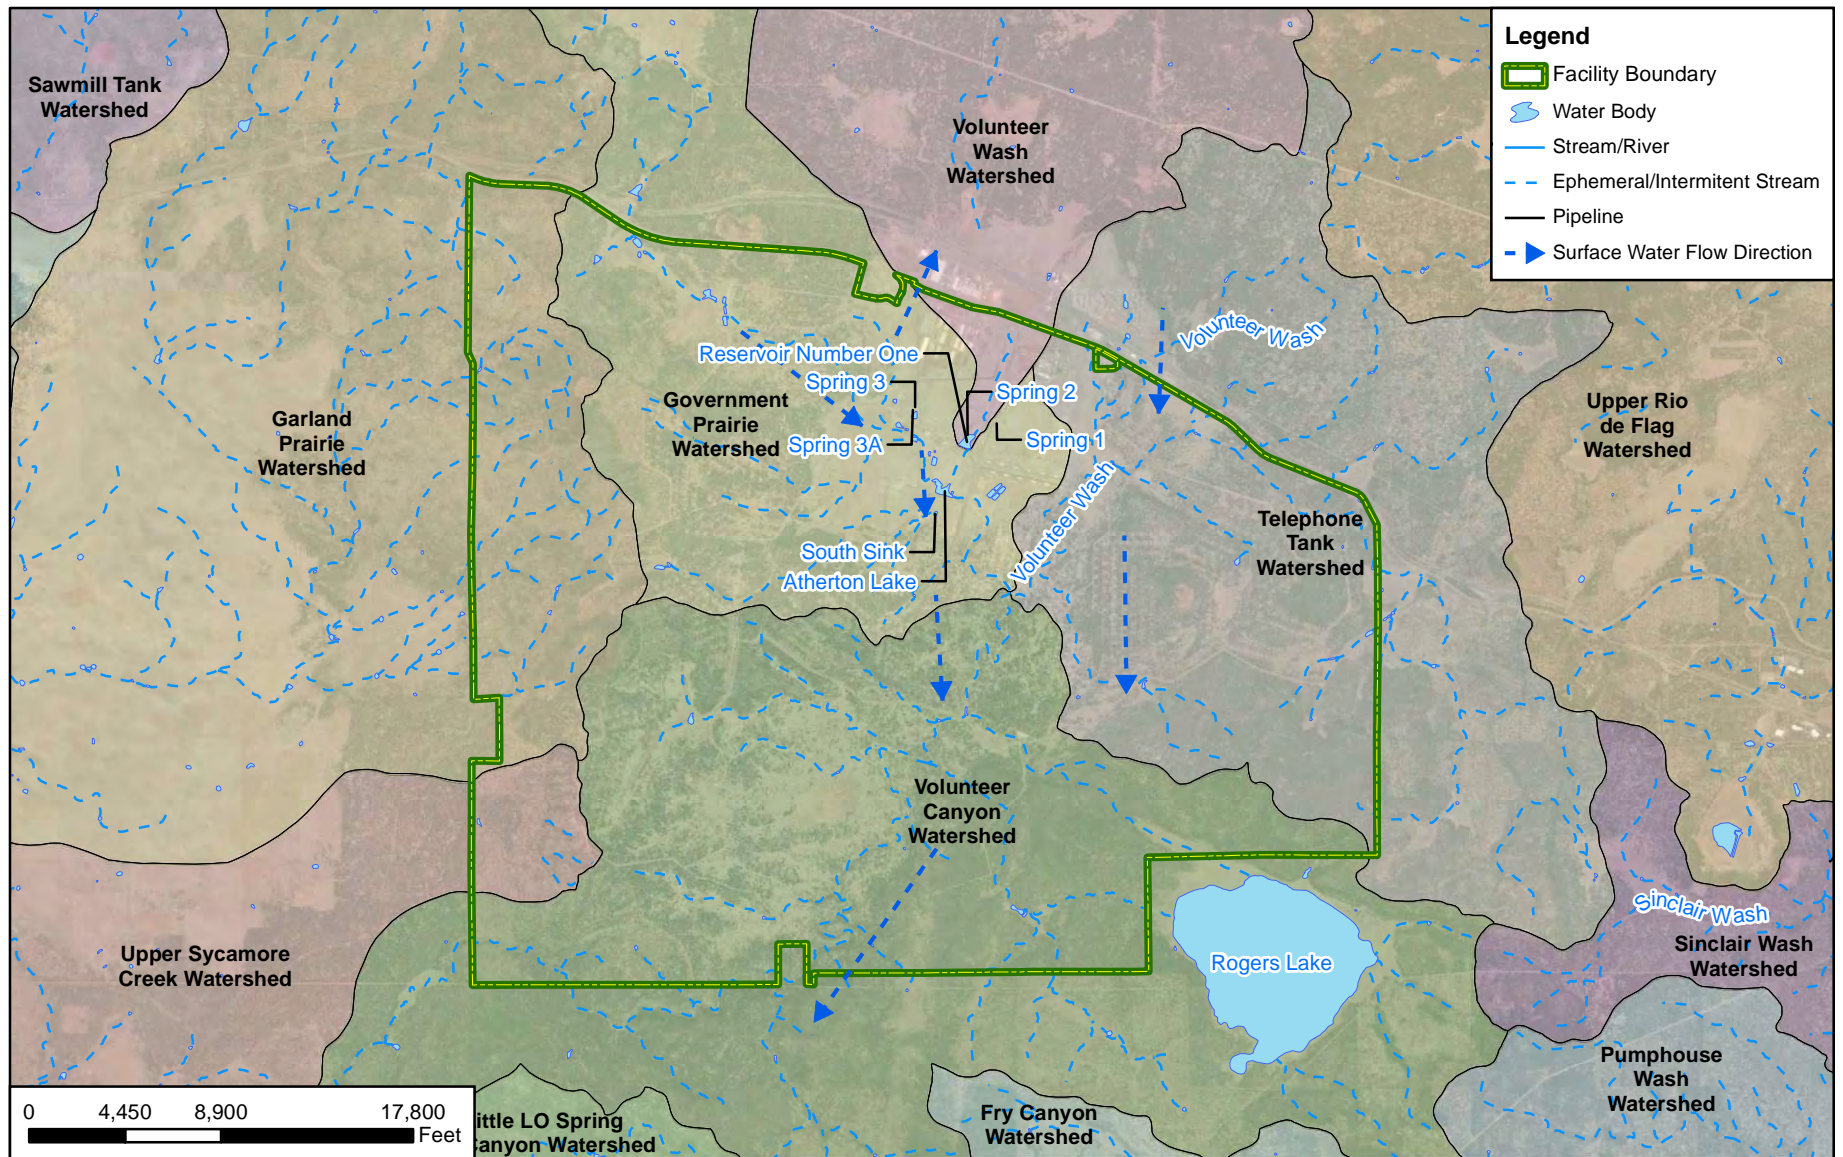 Legend
Facility Boundary
Water Body
Stream/River
Ephemeral/Intermitent Stream
Pipeline
Surface Water Flow Direction
Sawmill Tank
Watershed
Volunteer
Wash
Watershed
Volunteer Wash
Reservoir Number One
Spring 3
Spring 2
Spring 3A
Spring 1
Government
Prairie
Watershed
Garland
Prairie
Watershed
Upper Rio
de Flag
Watershed
Volunteer Wash
Telephone
Tank
Watershed
South Sink
Atherton Lake
Volunteer
Canyon
Watershed
Sinclair Wash
Sinclair Wash
Watershed
Rogers Lake
Upper Sycamore
Creek Watershed
Pumphouse
Wash
Watershed
Fry Canyon
Watershed
ittle LO Spring
anyon Watershed
0 4,450 8,900 17,800
Feet